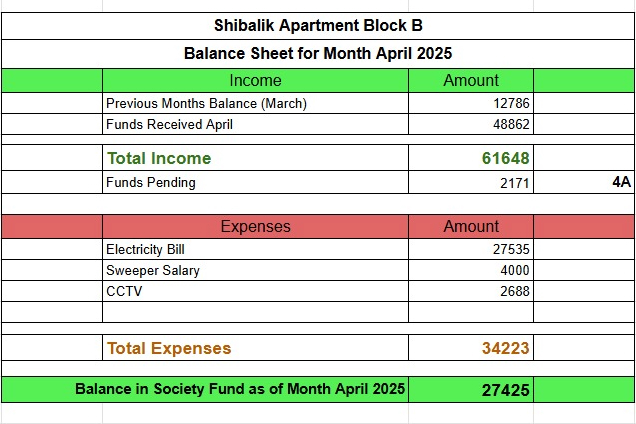 Shibalik Apartment Block B
Balance Sheet for Month April 2025
Income Amount
Previous Months Balance (March) 12786
Funds Received April 48862
Total Income 61648
Funds Pending 2171 4A
Expenses Amount
Electricity Bill 27535
Sweeper Salary 4000
CCTV 2688
Total Expenses 34223
Balance in Society Fund as of Month April 2025 27425